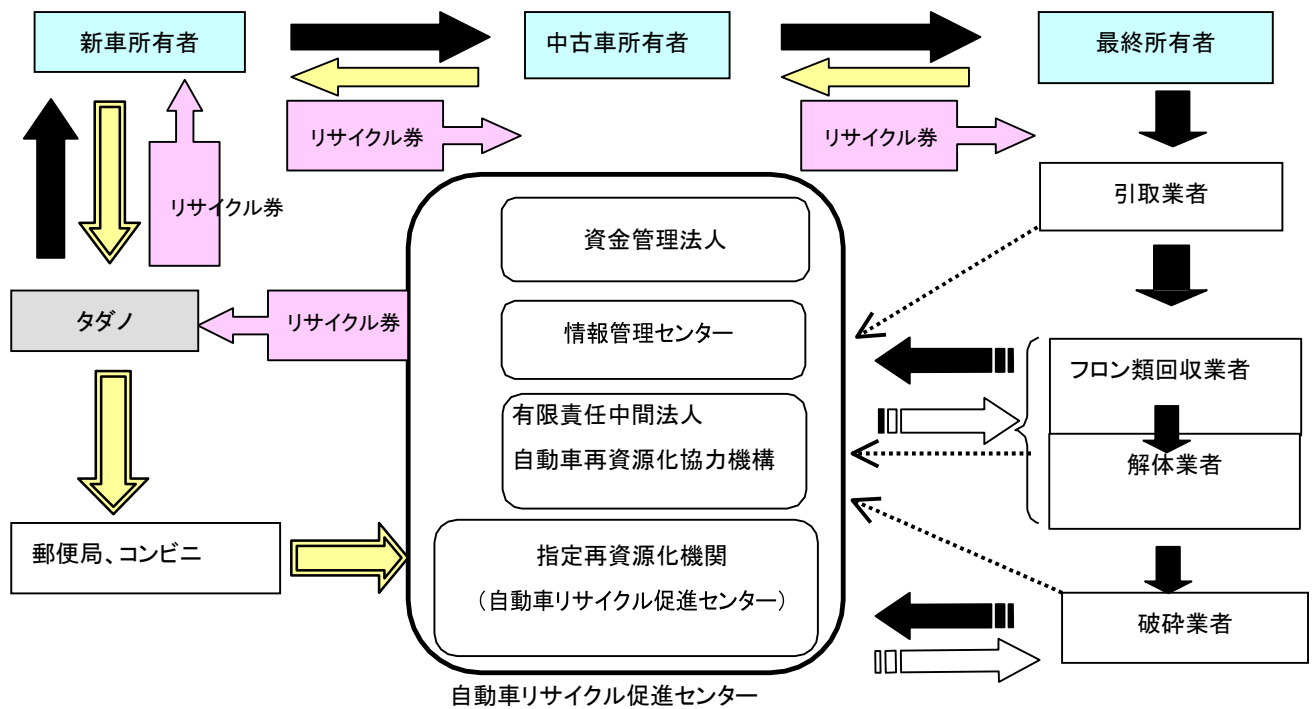 新車所有者
中古車所有者
最終所有者
リサイクル券
リサイクル券
リサイクル券
引取業者
資金管理法人
タダノ
リサイクル券
情報管理センター
フロン類回収業者
有限責任中間法人
自動車再資源化協力機構
解体業者
郵便局、コンビニ
指定再資源化機関
（自動車リサイクル促進センター）
破砕業者
自動車リサイクル促進センター